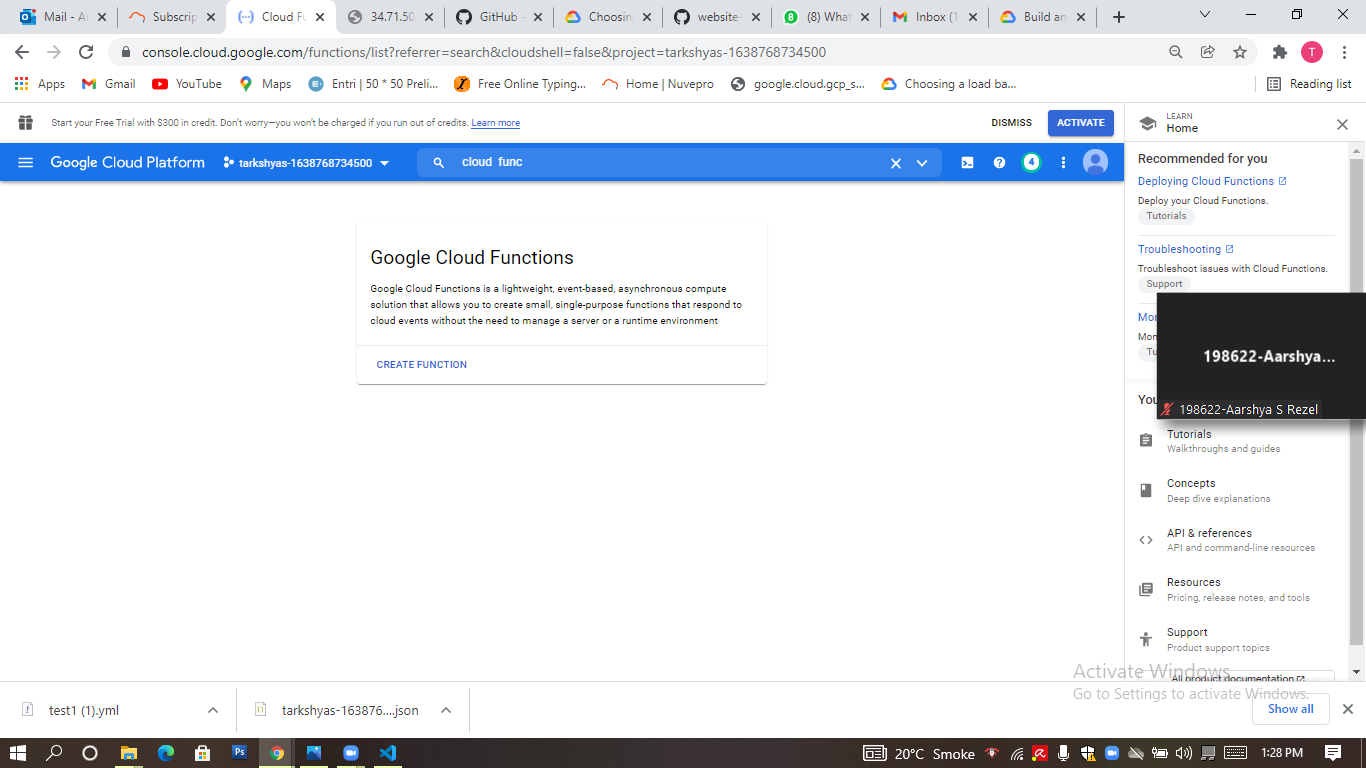 Mail - A
Subscrip
Cloud Fu
34.71.50
GitHub -
Choosin
website-
(8) What
Inbox (1
Build an
console.cloud.google.com/functions/list?referrer=search&cloudshell=false&project=tarkshyas-1638768734500
T
Apps
Gmail
YouTube
Maps
Entri | 50 * 50 Preli...
Free Online Typing...
Home | Nuvepro
google.cloud.gcp_s...
Choosing a load ba...
Reading list
Start your Free Trial with $300 in credit. Don't worry—you won't be charged if you run out of credits. Learn more
DISMISS
ACTIVATE
LEARN
Home
Google Cloud Platform
tarkshyas-1638768734500
cloud func
4
Recommended for you
Deploying Cloud Functions
Deploy your Cloud Functions.
Tutorials
Troubleshooting
Troubleshoot issues with Cloud Functions.
Support
Mon
Tu
You
Google Cloud Functions
Google Cloud Functions is a lightweight, event-based, asynchronous compute
solution that allows you to create small, single-purpose functions that respond to
cloud events without the need to manage a server or a runtime environment
CREATE FUNCTION
198622-Aarshya...
198622-Aarshya S Rezel
Tutorials
Walkthroughs and guides
Concepts
Deep dive explanations
API & references
API and command-line resources
Resources
Pricing, release notes, and tools
Support
Product support topics
All product documentation
Activate Windows
Go to Settings to activate Windows.
test1 (1).yml
tarkshyas-163876....json
Show all
20°C Smoke
1:28 PM